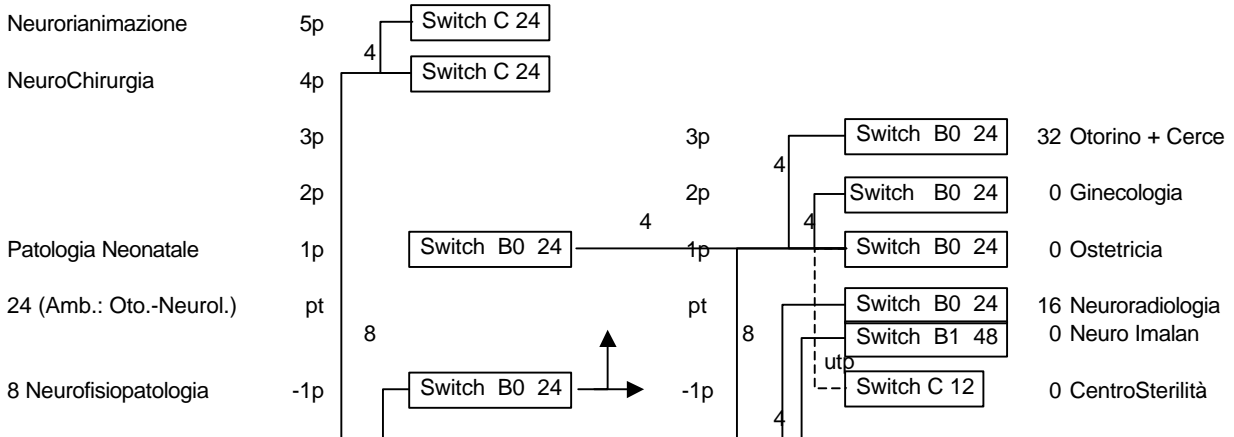 Neurorianimazione 5p Switch C 24
4
NeuroChirurgia 4p Switch C 24
3p 3p Switch B0 24 32 Otorino + Cerce
4
2p 2p Switch B0 24 0 Ginecologia
4 4
Patologia Neonatale 1p Switch B0 24 1p Switch B0 24 0 Ostetricia
24 (Amb.: Oto.-Neurol.) pt pt Switch B0 24 16 Neuroradiologia
8 8 Switch B1 48 0 Neuro Imalan
utp
8 Neurofisiopatologia -1p Switch B0 24 -1p Switch C 12 0 CentroSterilità
4